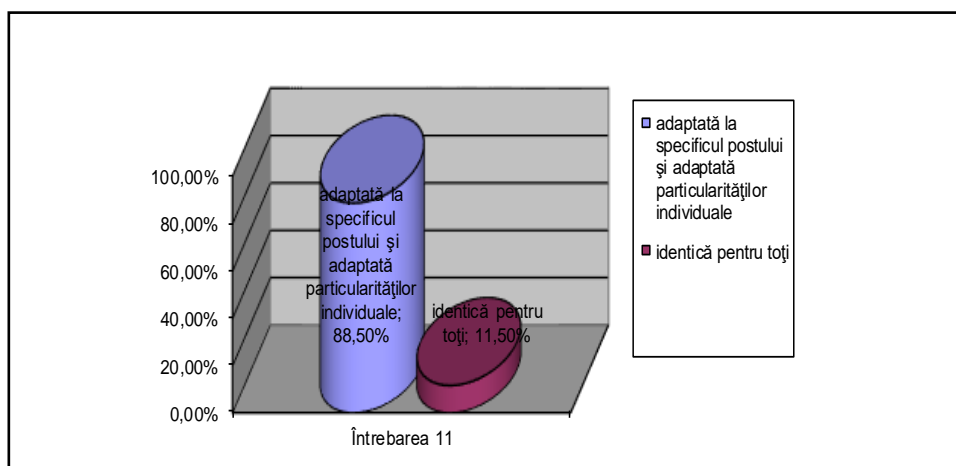 100,00%
80,00%
60,00%
40,00%
20,00%
0,00%
adaptată la
specificul
postului şi
adaptată
particularităţilor
individuale;
88,50%
identică pentru
toţi; 11,50%
Întrebarea 11
adaptată la
specificul postului
şi adaptată
particularităţilor
individuale
identică pentru toţi